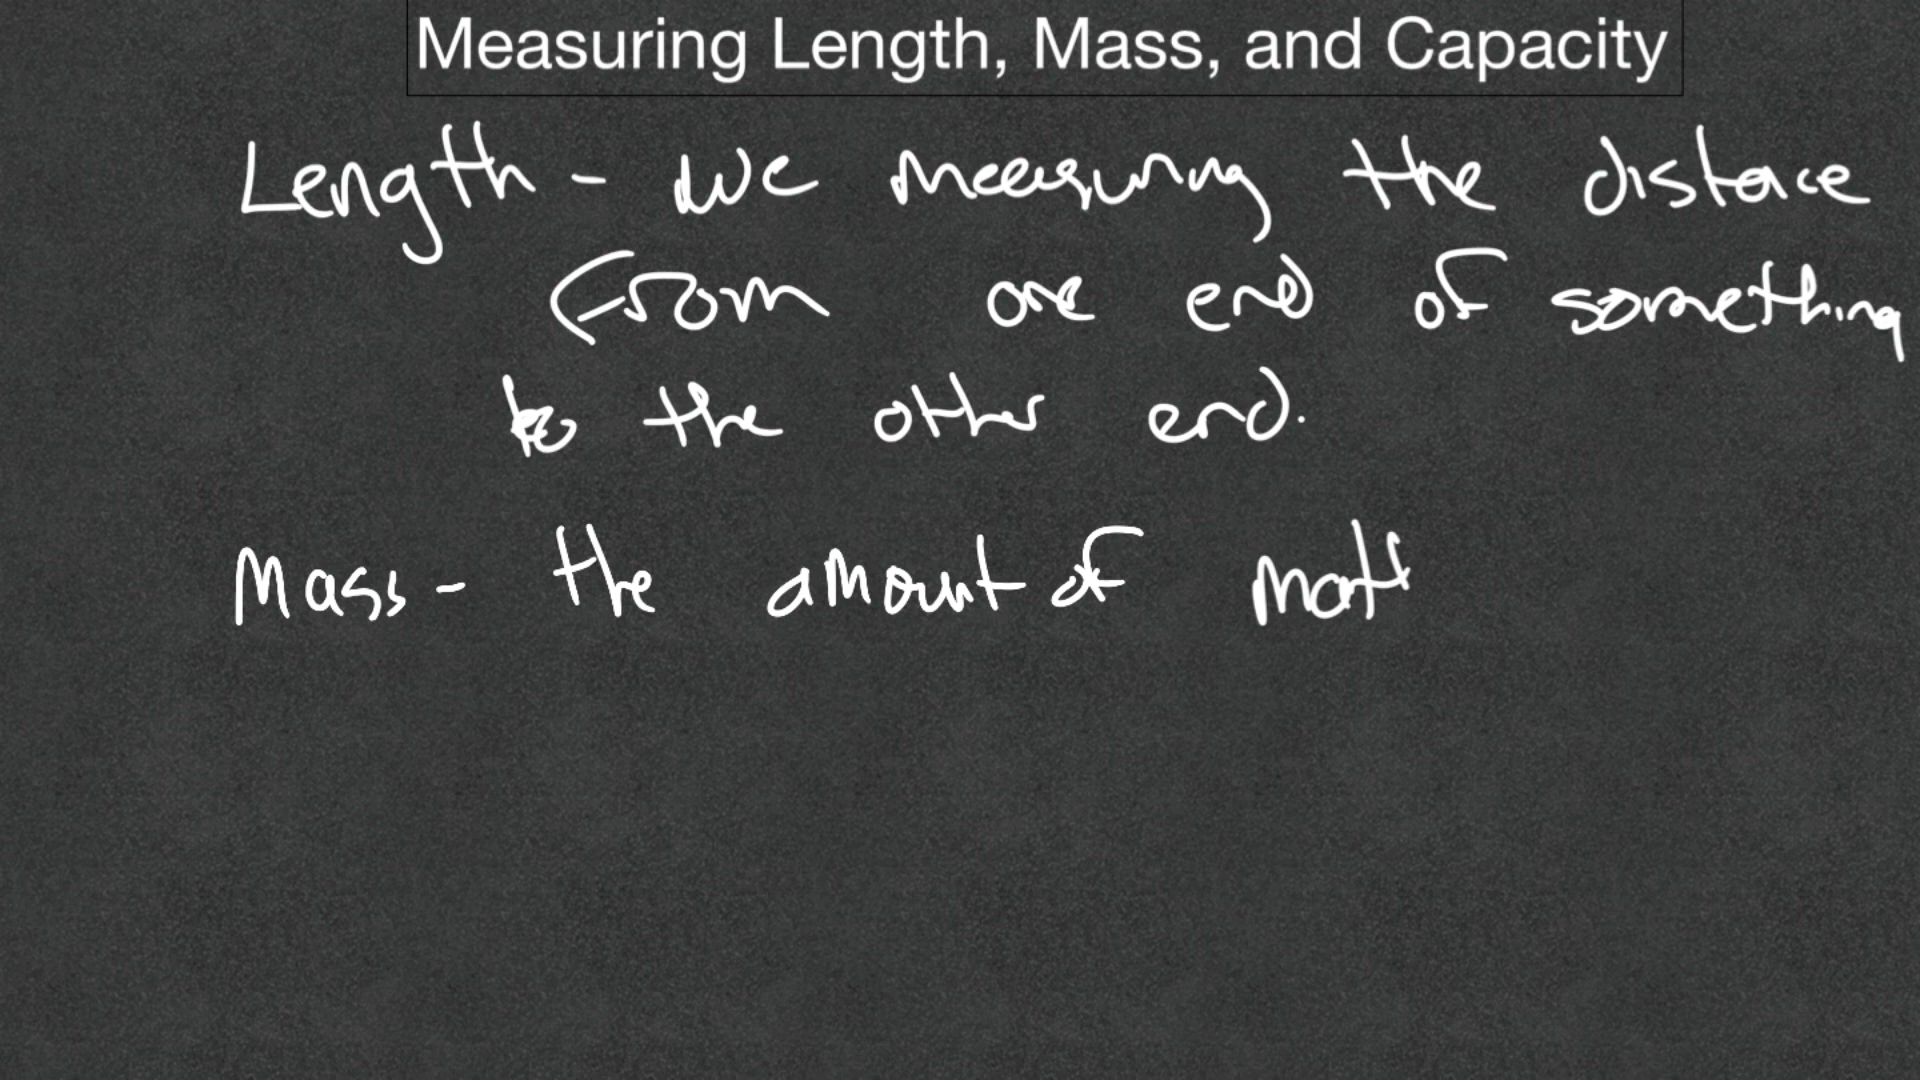 Measuring Length, Mass, and Capacity
Length - We measuring the distance
from one end of something
to the other end.
Mass - the amount of matt